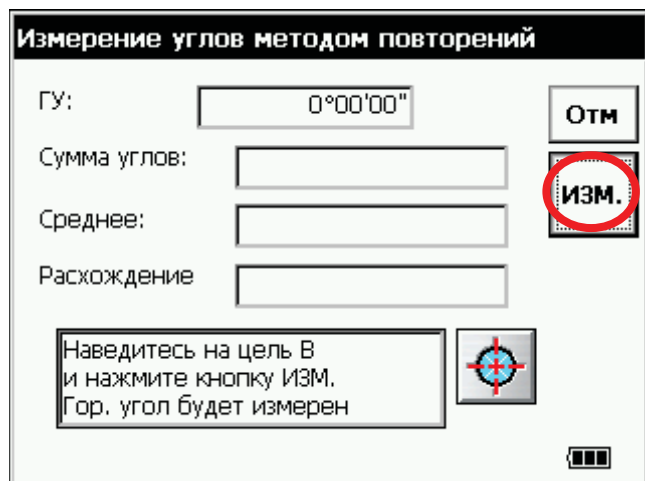 Измерение углов методом повторений
ГУ: 0°00'00"
Отм
Сумма углов:
ИЗМ.
Среднее:
Расхождение
Наведитесь на цель B
и нажмите кнопку ИЗМ.
Гор. угол будет измерен